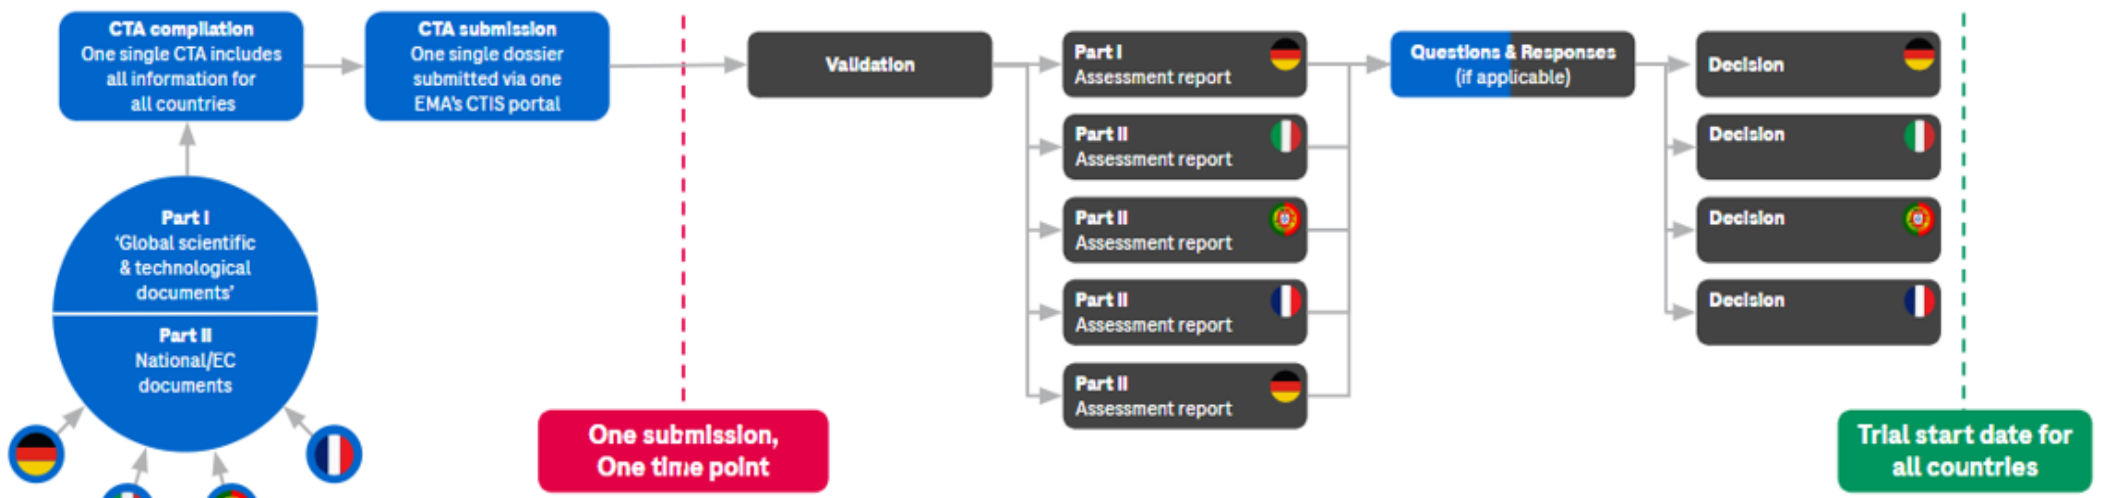 CTA compilation
One single CTA includes
all information for
all countries
CTA submission
One single dossier
submitted via one
EMA's CTIS portal
Part I
'Global scientific
& technological
documents'
Part II
National/EC
documents
One submission,
One time point
Validation
Part I
Assessment report
Part II
Assessment report
Part II
Assessment report
Part II
Assessment report
Part II
Assessment report
Questions & Responses
(if applicable)
Decision
Decision
Decision
Decision
Trial start date for
all countries